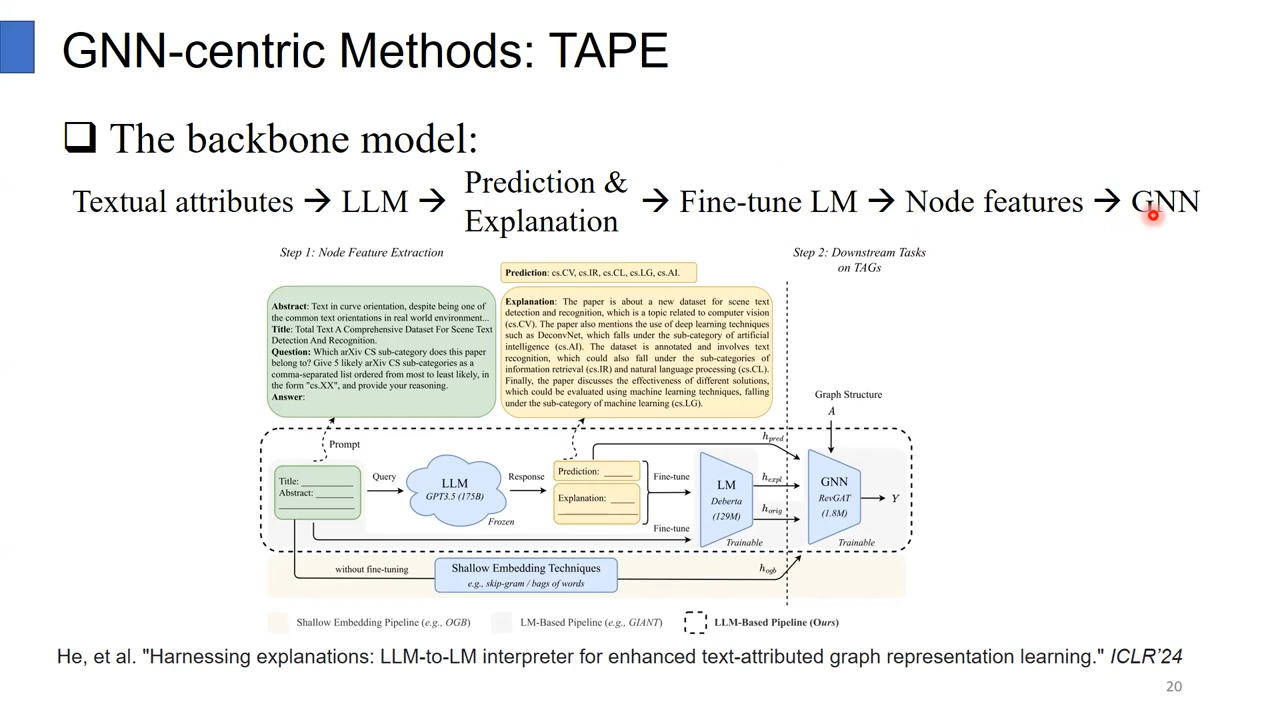 GNN-centric Methods: TAPE
❑ The backbone model:
Textual attributes → LLM → Prediction & Explanation → Fine-tune LM → Node features → GNN
Step 1: Node Feature Extraction
Step 2: Downstream Tasks
on TAGs
Prediction: cs.CV, cs.IR, cs.CL, cs.LG, cs.AI.
Abstract: Text in curve orientation, despite being one of
the common text orientations in real world environment...
Title: Total Text A Comprehensive Dataset For Scene Text
Detection And Recognition.
Question: Which arXiv CS sub-category does this paper
belong to? Give 5 likely arXiv CS sub-categories as a
comma-separated list ordered from most to least likely, in
the form "cs.XX", and provide your reasoning.
Answer:
Explanation: The paper is about a new dataset for scene text
detection and recognition, which is a topic related to computer vision
(cs.CV). The paper also mentions the use of deep learning techniques
such as DeconvNet, which falls under the sub-category of artificial
intelligence (cs.AI). The dataset is annotated and involves text
recognition, which could also fall under the sub-categories of
information retrieval (cs.IR) and natural language processing (cs.CL).
Finally, the paper discusses the effectiveness of different solutions,
which could be evaluated using machine learning techniques, falling
under the sub-category of machine learning (cs.LG).
Graph Structure
A
Prompt
h_pred
Title: ________
Abstract: _______
Query
LLM
GPT3.5 (175B)
Frozen
Response
Prediction: ______
Explanation: _____
Fine-tune
Fine-tune
LM
Deberta
(129M)
Trainable
h_expl
h_orig
GNN
RevGAT
(1.8M)
Trainable
Y
without fine-tuning
Shallow Embedding Techniques
e.g., skip-gram / bags of words
h_ogb
Shallow Embedding Pipeline (e.g., OGB)
LM-Based Pipeline (e.g., GIANT)
LLM-Based Pipeline (Ours)
He, et al. "Harnessing explanations: LLM-to-LM interpreter for enhanced text-attributed graph representation learning." ICLR’24
20